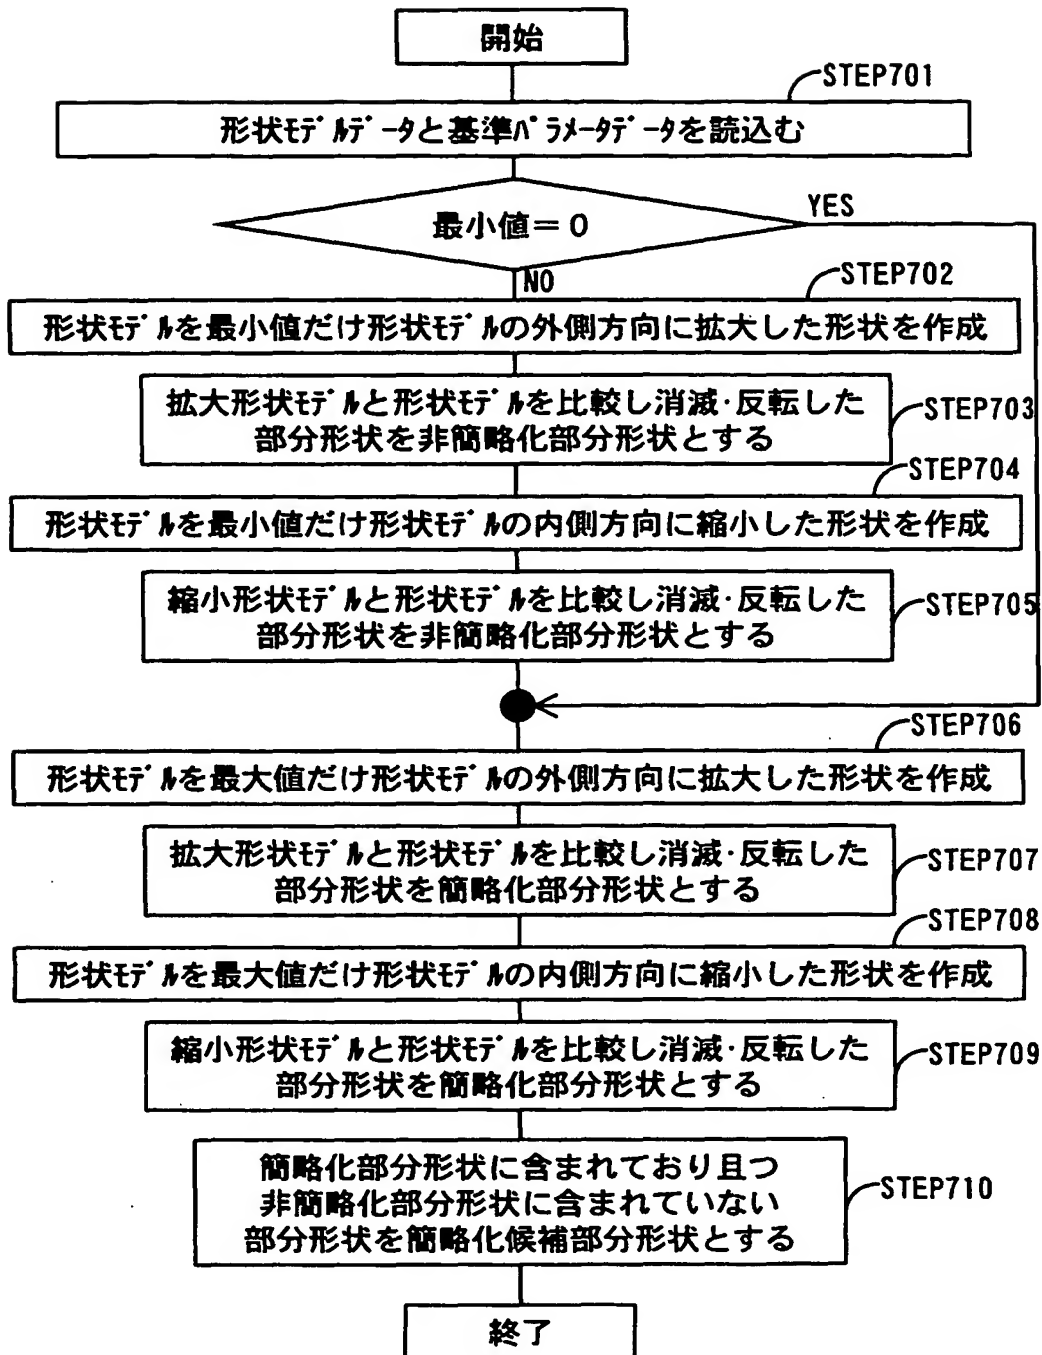 開始
STEP701
形状ﾓﾃﾞﾙﾃﾞｰﾀと基準ﾊﾟﾗﾒｰﾀﾃﾞｰﾀを読込む
最小値＝０
YES
NO
STEP702
形状ﾓﾃﾞﾙを最小値だけ形状ﾓﾃﾞﾙの外側方向に拡大した形状を作成
拡大形状ﾓﾃﾞﾙと形状ﾓﾃﾞﾙを比較し消滅･反転した
部分形状を非簡略化部分形状とする
STEP703
STEP704
形状ﾓﾃﾞﾙを最小値だけ形状ﾓﾃﾞﾙの内側方向に縮小した形状を作成
縮小形状ﾓﾃﾞﾙと形状ﾓﾃﾞﾙを比較し消滅･反転した
部分形状を非簡略化部分形状とする
STEP705
STEP706
形状ﾓﾃﾞﾙを最大値だけ形状ﾓﾃﾞﾙの外側方向に拡大した形状を作成
拡大形状ﾓﾃﾞﾙと形状ﾓﾃﾞﾙを比較し消滅･反転した
部分形状を簡略化部分形状とする
STEP707
STEP708
形状ﾓﾃﾞﾙを最大値だけ形状ﾓﾃﾞﾙの内側方向に縮小した形状を作成
縮小形状ﾓﾃﾞﾙと形状ﾓﾃﾞﾙを比較し消滅･反転した
部分形状を簡略化部分形状とする
STEP709
簡略化部分形状に含まれており且つ
非簡略化部分形状に含まれていない
部分形状を簡略化候補部分形状とする
STEP710
終了